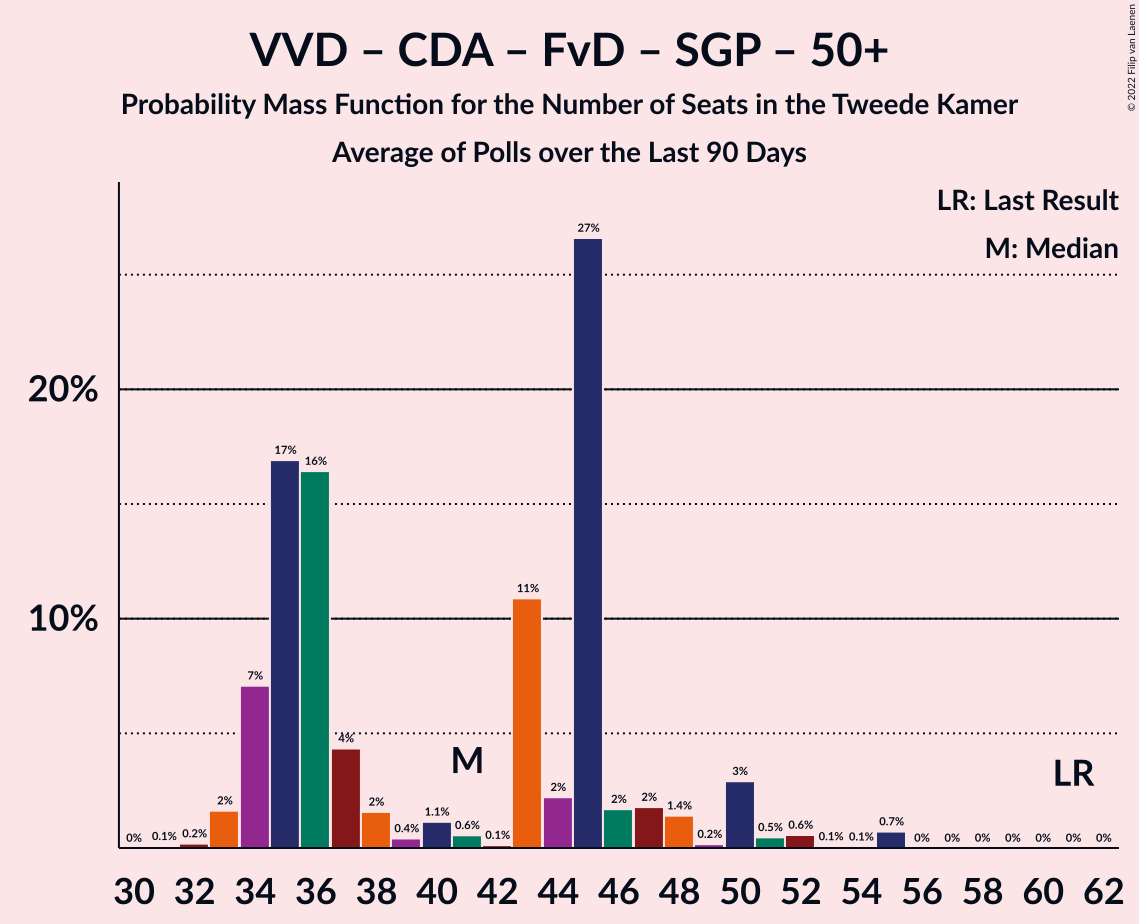 VVD – CDA – FvD – SGP – 50+
Probability Mass Function for the Number of Seats in the Tweede Kamer
Average of Polls over the Last 90 Days
© 2022 Filip van Laenen
LR: Last Result
M: Median
20%
10%
0% 0.1% 0.2% 2% 7% 17% 16% 4% 2% 0.4% 1.1% 0.6% 0.1% 11% 2% 27% 2% 2% 1.4% 0.2% 3% 0.5% 0.6% 0.1% 0.1% 0.7% 0% 0% 0% 0% 0% 0% 0%
M
LR
30 32 34 36 38 40 42 44 46 48 50 52 54 56 58 60 62